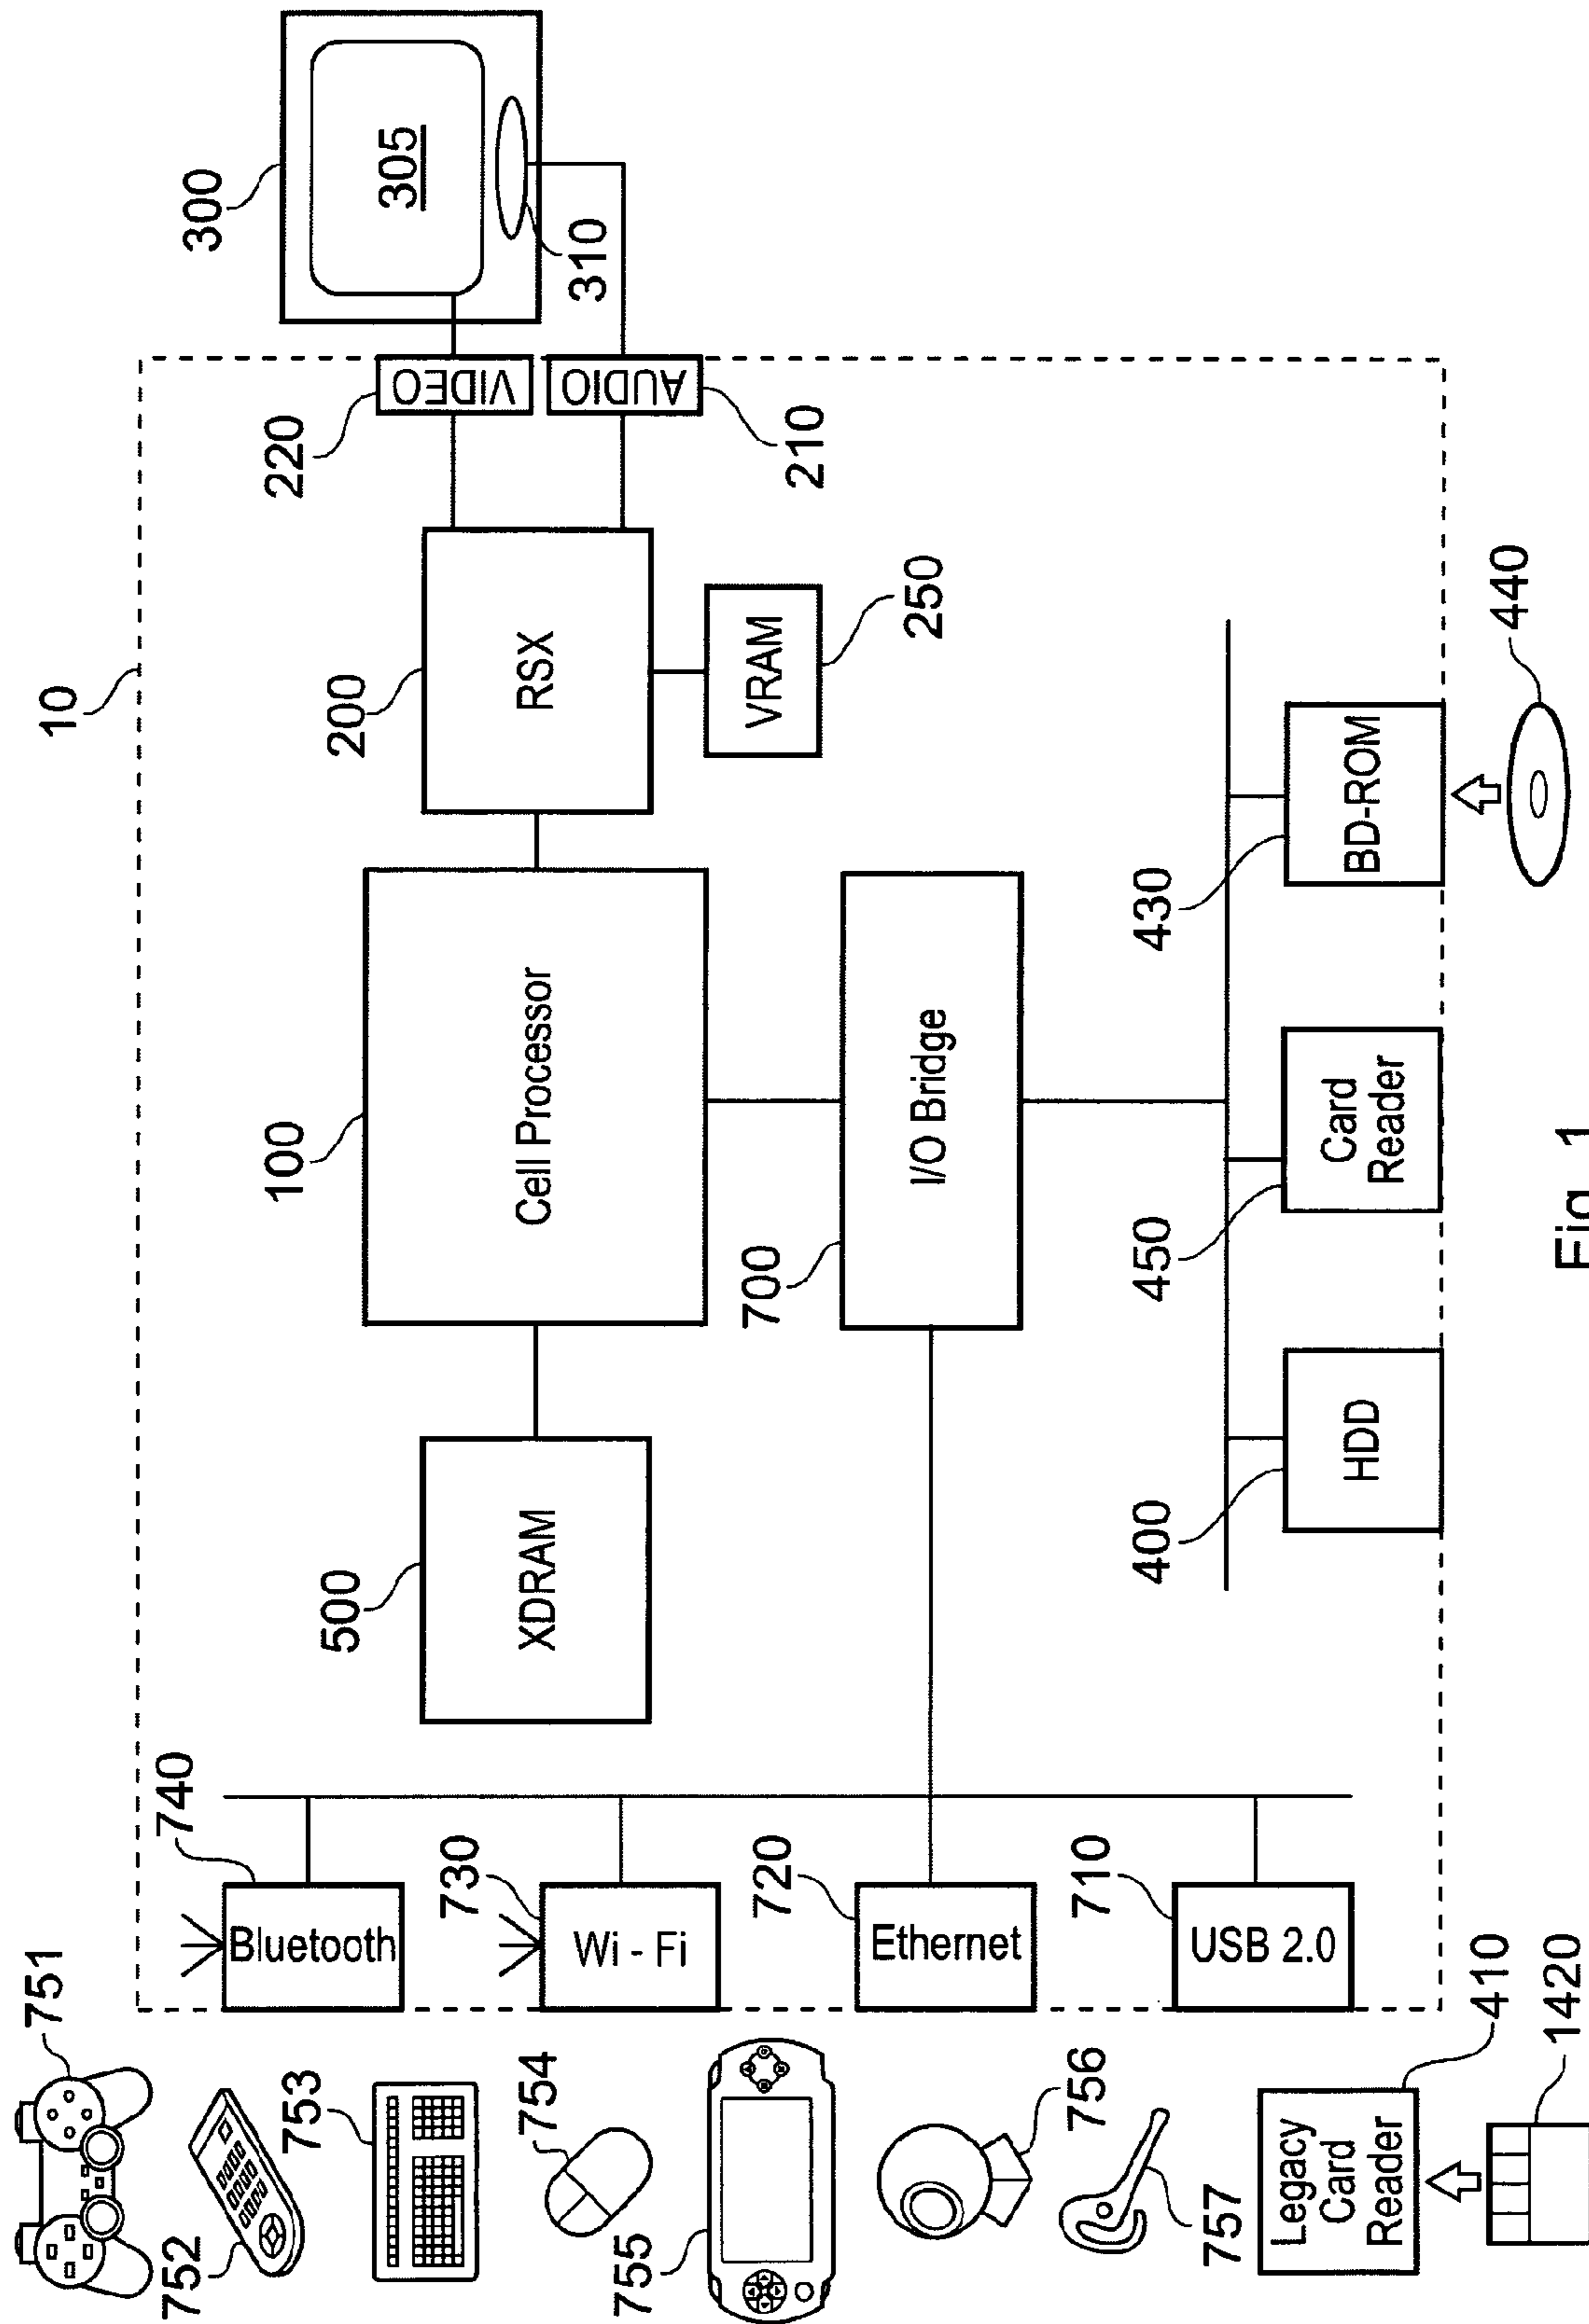 752
755
757
Legacy
Card
Reader
753
754
756
410
1420
751
Bluetooth
Wi - Fi
Ethernet
USB 2.0
740
730
720
710
500
XDRAM
400
HDD
100
Cell Processor
700
I/O Bridge
450
Card
Reader
Fig. 1
10
200
RSX
VRAM
250
430
BD-ROM
440
220
VIDEO
AUDIO
210
300
305
310